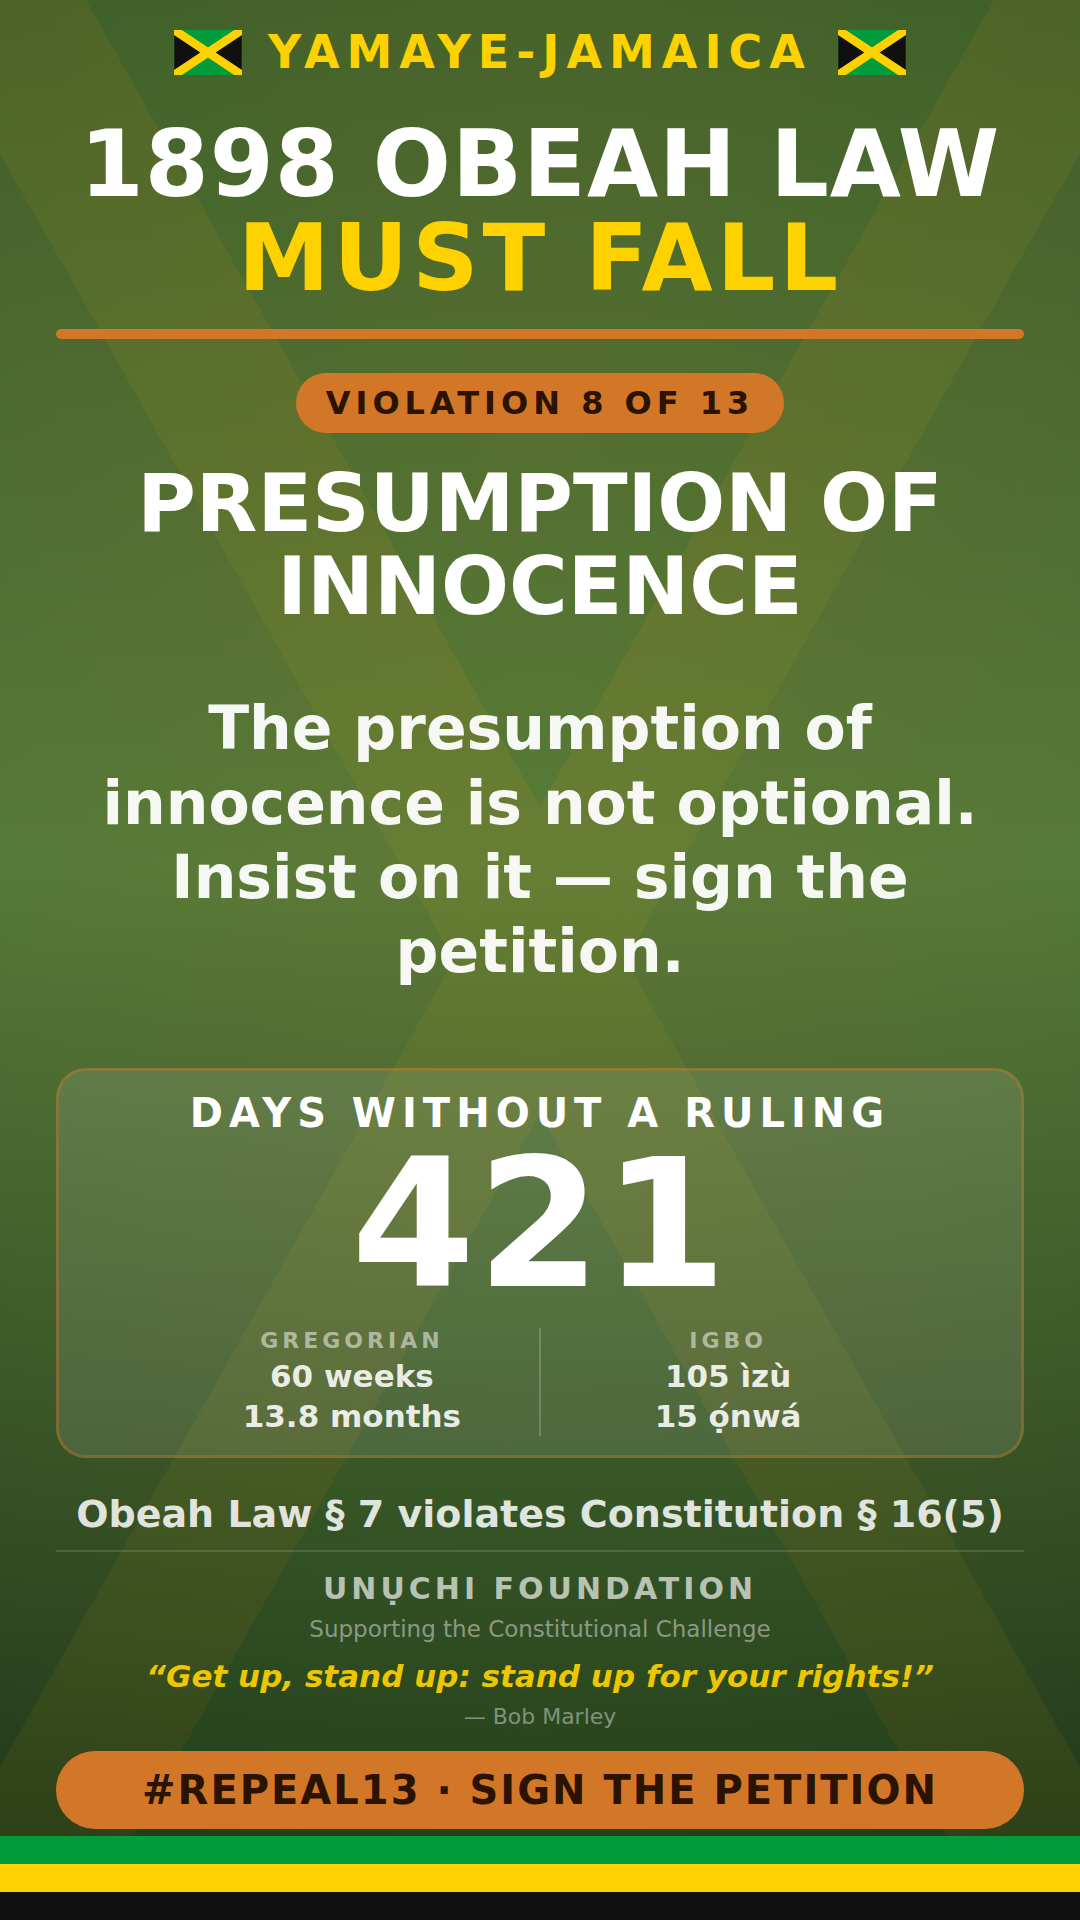 YAMAYE-JAMAICA
1898 OBEAH LAW
MUST FALL
VIOLATION 8 OF 13
PRESUMPTION OF
INNOCENCE
The presumption of
innocence is not optional.
Insist on it — sign the
petition.
DAYS WITHOUT A RULING
421
GREGORIAN
60 weeks
13.8 months
IGBO
105 ìzù
15 ọ́nwá
Obeah Law § 7 violates Constitution § 16(5)
UNỤCHI FOUNDATION
Supporting the Constitutional Challenge
“Get up, stand up: stand up for your rights!”
— Bob Marley
#REPEAL13 · SIGN THE PETITION